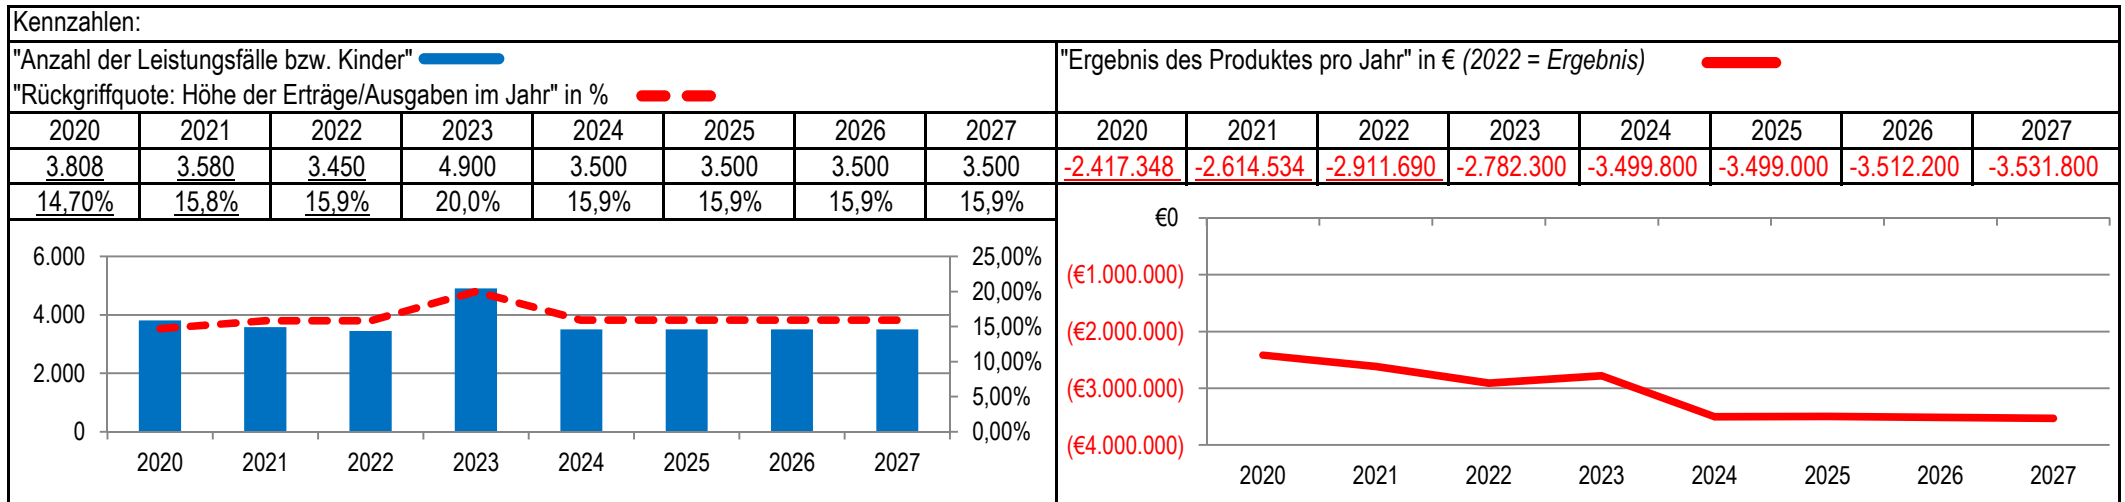 Kennzahlen:
"Anzahl der Leistungsfälle bzw. Kinder"
"Rückgriffquote: Höhe der Erträge/Ausgaben im Jahr" in %
2020 2021 2022 2023 2024 2025 2026 2027
3.808 3.580 3.450 4.900 3.500 3.500 3.500 3.500
14,70% 15,8% 15,9% 20,0% 15,9% 15,9% 15,9% 15,9%
6.000 25,00%
20,00%
4.000
15,00%
10,00%
2.000
5,00%
0 0,00%
2020 2021 2022 2023 2024 2025 2026 2027
"Ergebnis des Produktes pro Jahr" in € (2022 = Ergebnis)
2020 2021 2022 2023 2024 2025 2026 2027
-2.417.348 -2.614.534 -2.911.690 -2.782.300 -3.499.800 -3.499.000 -3.512.200 -3.531.800
€0
(€1.000.000)
(€2.000.000)
(€3.000.000)
(€4.000.000)
2020 2021 2022 2023 2024 2025 2026 2027